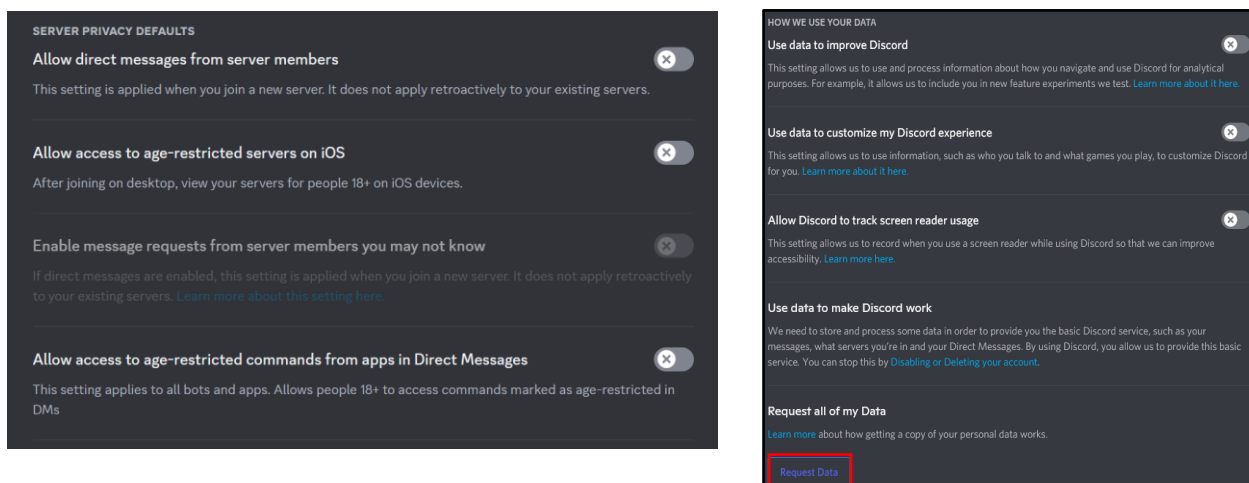 SERVER PRIVACY DEFAULTS
Allow direct messages from server members
This setting is applied when you join a new server. It does not apply retroactively to your existing servers.
Allow access to age-restricted servers on iOS
After joining on desktop, view your servers for people 18+ on iOS devices.
Enable message requests from server members you may not know
If direct messages are enabled, this setting is applied when you join a new server. It does not apply retroactively
to your existing servers. Learn more about this setting here.
Allow access to age-restricted commands from apps in Direct Messages
This setting applies to all bots and apps. Allows people 18+ to access commands marked as age-restricted in
DMs
HOW WE USE YOUR DATA
Use data to improve Discord
This setting allows us to use and process information about how you navigate and use Discord for analytical
purposes. For example, it allows us to include you in new feature experiments we test. Learn more about it here.
Use data to customize my Discord experience
This setting allows us to use information, such as who you talk to and what games you play, to customize Discord
for you. Learn more about it here.
Allow Discord to track screen reader usage
This setting allows us to record when you use a screen reader while using Discord so that we can improve
accessibility. Learn more here.
Use data to make Discord work
We need to store and process some data in order to provide you the basic Discord service, such as your
messages, what servers you're in and your Direct Messages. By using Discord, you allow us to provide this basic
service. You can stop this by Disabling or Deleting your account.
Request all of my Data
Learn more about how getting a copy of your personal data works.
Request Data